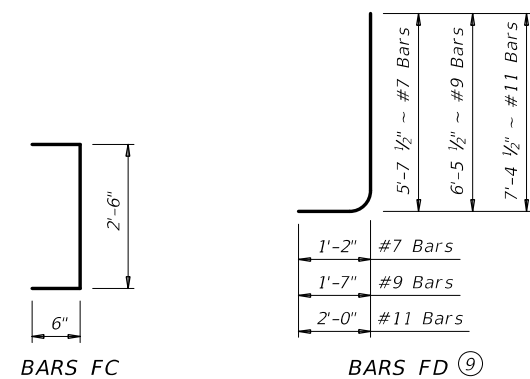 2'-6"
6"
BARS FC
5'-7 ½" ~ #7 Bars
6'-5 ½" ~ #9 Bars
7'-4 ½" ~ #11 Bars
1'-2" #7 Bars
1'-7" #9 Bars
2'-0" #11 Bars
BARS FD 9